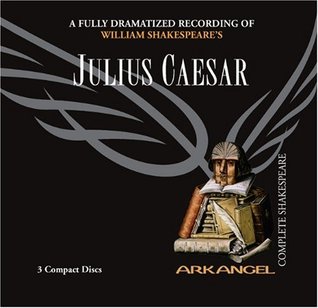 A FULLY DRAMATIZED RECORDING OF
WILLIAM SHAKESPEARE'S
JULIUS CAESAR
COMPLETE SHAKESPEARE
3 Compact Discs
ARKANGEL